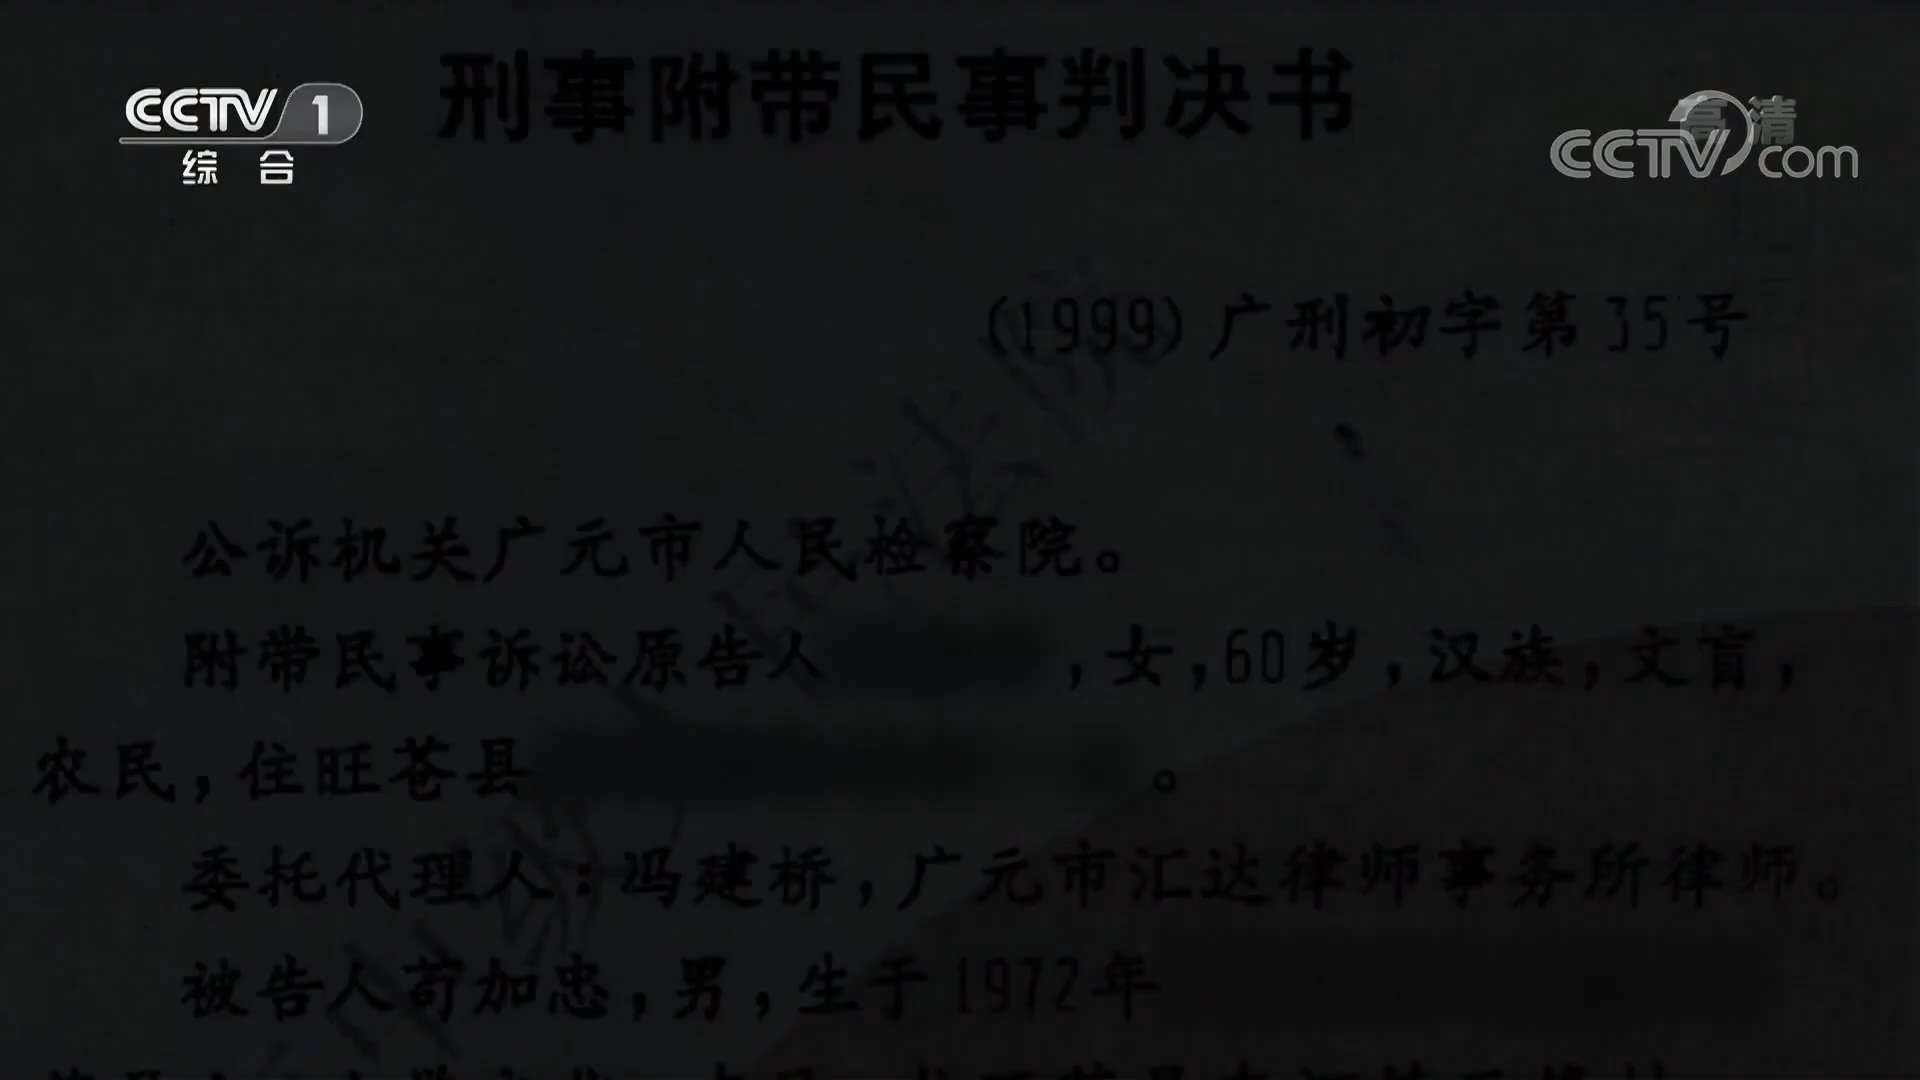 刑事附带民事判决书
CCTV 1
综合
高清
CCTV.com
(1999)广刑初字第35号
公诉机关广元市人民检察院。
附带民事诉讼原告人 ,女,60岁,汉族,文盲,
农民,住旺苍县 。
委托代理人:冯建桥,广元市汇达律师事务所律师。
被告人苟加忠,男,生于1972年